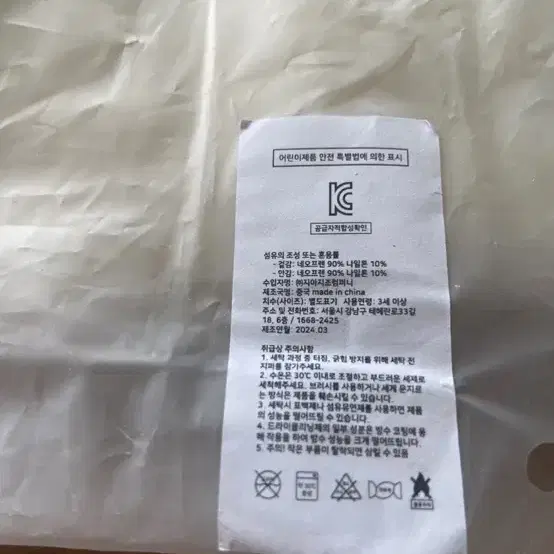 어린이제품 안전 특별법에 의한 표시
KC
공급자적합성확인
섬유의 조성 또는 혼용률
- 겉감: 네오프렌 90% 나일론 10%
- 안감: 네오프렌 90% 나일론 10%
수입자명: ㈜지아지조컴퍼니
제조국명: 중국 made in china
치수(사이즈): 별도표기 사용연령: 3세 이상
주소 및 전화번호: 서울시 강남구 테헤란로33길
18, 6층 / 1668-2425
제조연월: 2024.03
취급상 주의사항
1. 세탁 과정 중 터짐, 긁힘 방지를 위해 세탁 전
지퍼를 잠가주세요.
2. 수온은 30℃ 이내로 조절하고 부드러운 세제로
세척해주세요. 브러시를 사용하거나 세게 문지르
는 방식은 제품을 훼손시킬 수 있습니다.
3. 세탁시 표백제나 섬유유연제를 사용하면 제품
의 성능을 떨어뜨릴 수 있습니다.
4. 드라이클리닝제의 일부 성분은 방수 코팅에 용
해 작용을 하여 방수 성능을 크게 떨어뜨립니다.
5. 주의! 작은 부품이 탈락되면 삼킬 수 있음
약 30℃
중성